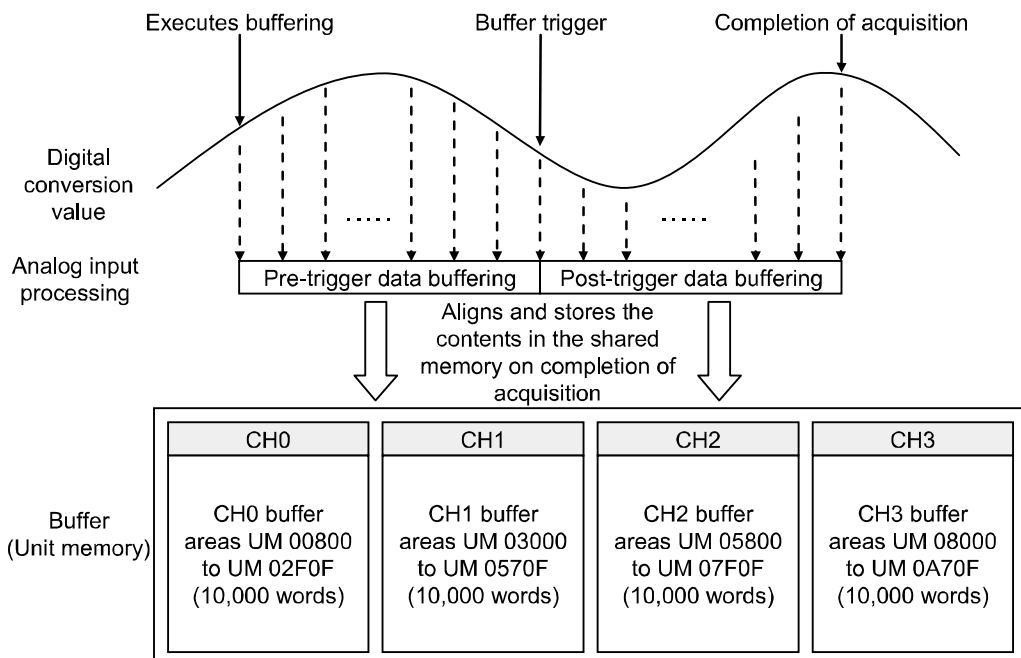 Executes buffering
Buffer trigger
Completion of acquisition
Digital
conversion
value
......
......
Analog input
processing
Pre-trigger data buffering
Post-trigger data buffering
Aligns and stores the
contents in the shared
memory on completion of
acquisition
Buffer
(Unit memory)
CH0
CH0 buffer
areas UM 00800
to UM 02F0F
(10,000 words)
CH1
CH1 buffer
areas UM 03000
to UM 0570F
(10,000 words)
CH2
CH2 buffer
areas UM 05800
to UM 07F0F
(10,000 words)
CH3
CH3 buffer
areas UM 08000
to UM 0A70F
(10,000 words)